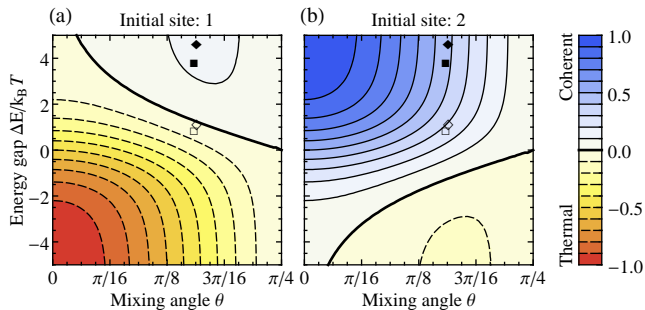 (a) Initial site: 1
(b) Initial site: 2
Energy gap ΔE/k_B T
4
2
0
−2
−4
0 π/16 π/8 3π/16 π/4
Mixing angle θ
0 π/16 π/8 3π/16 π/4
Mixing angle θ
Coherent
Thermal
1.0
0.5
0.0
−0.5
−1.0